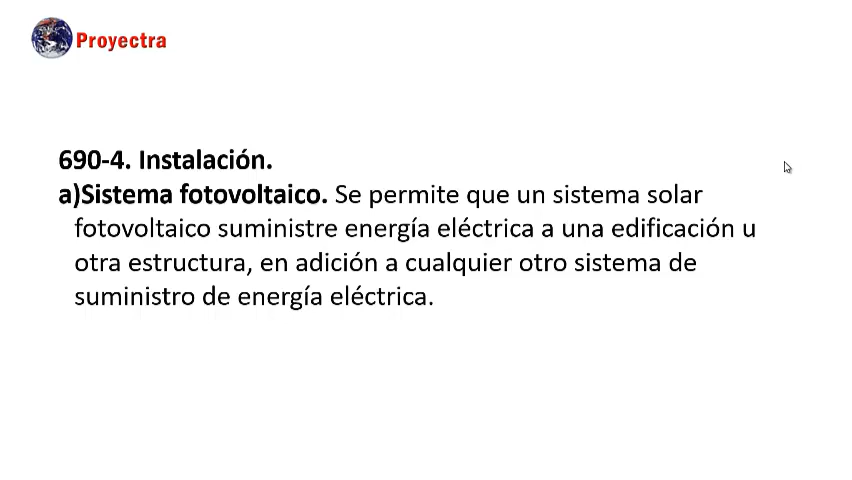 Proyectra
690-4. Instalación.
a)Sistema fotovoltaico. Se permite que un sistema solar
fotovoltaico suministre energía eléctrica a una edificación u
otra estructura, en adición a cualquier otro sistema de
suministro de energía eléctrica.